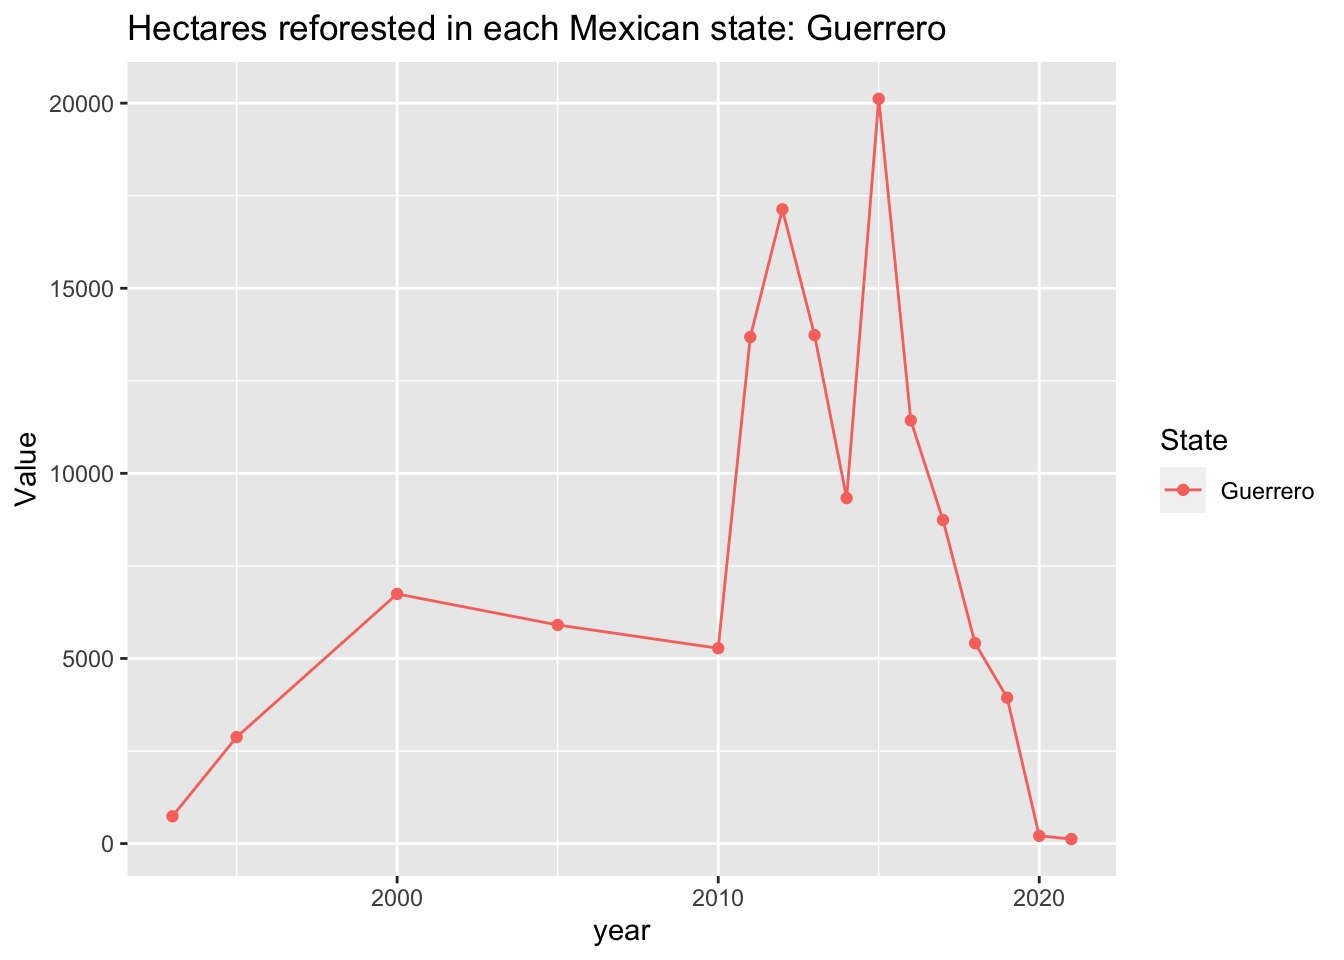 Hectares reforested in each Mexican state: Guerrero
20000
15000
10000
5000
0
Value
2000
2010
2020
year
State
Guerrero